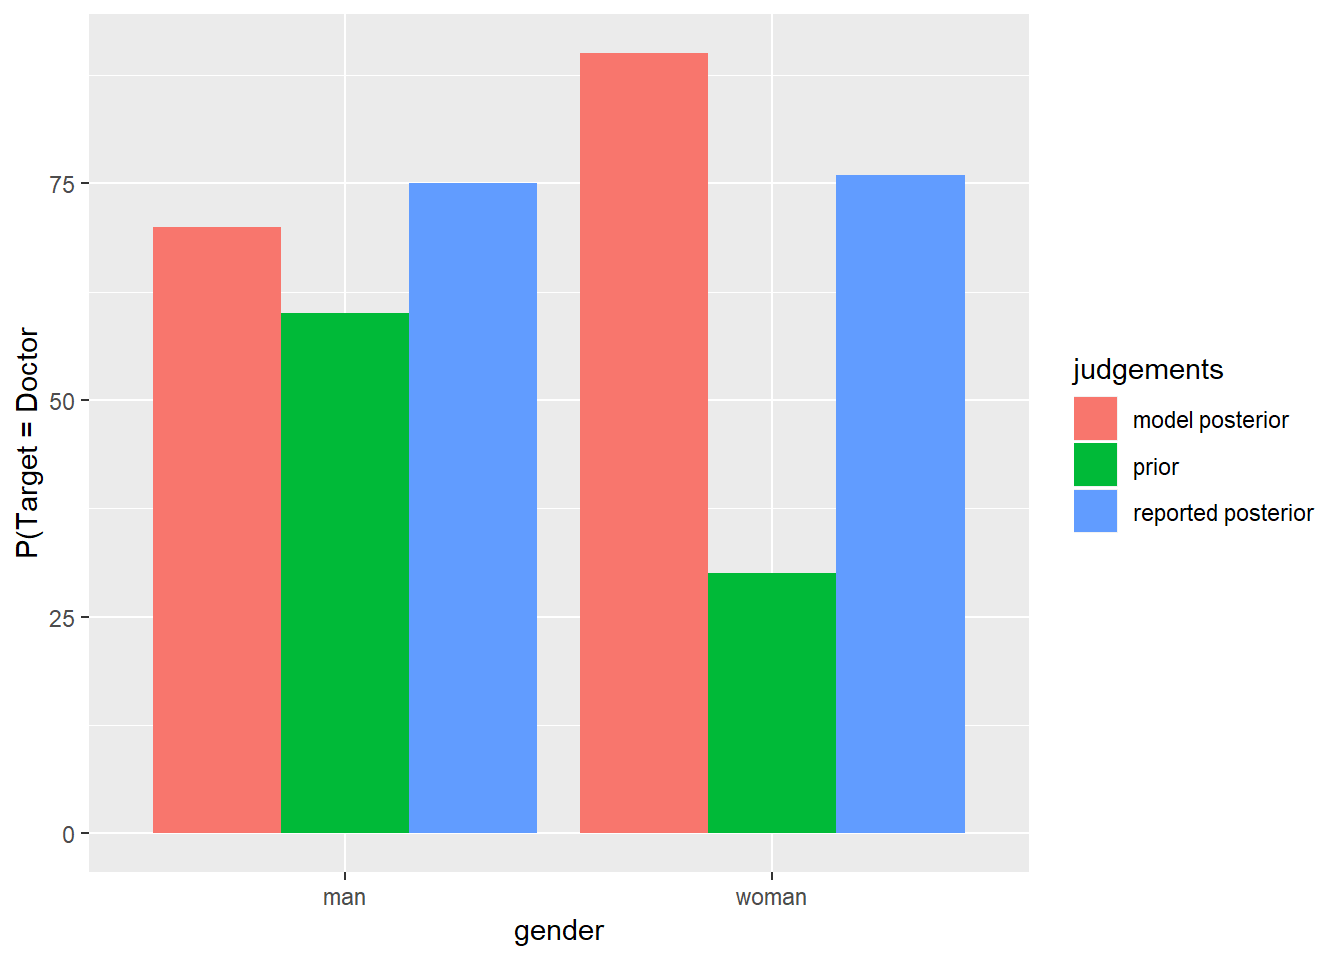 P(Target = Doctor
75
50
25
0
man
woman
gender
judgements
model posterior
prior
reported posterior